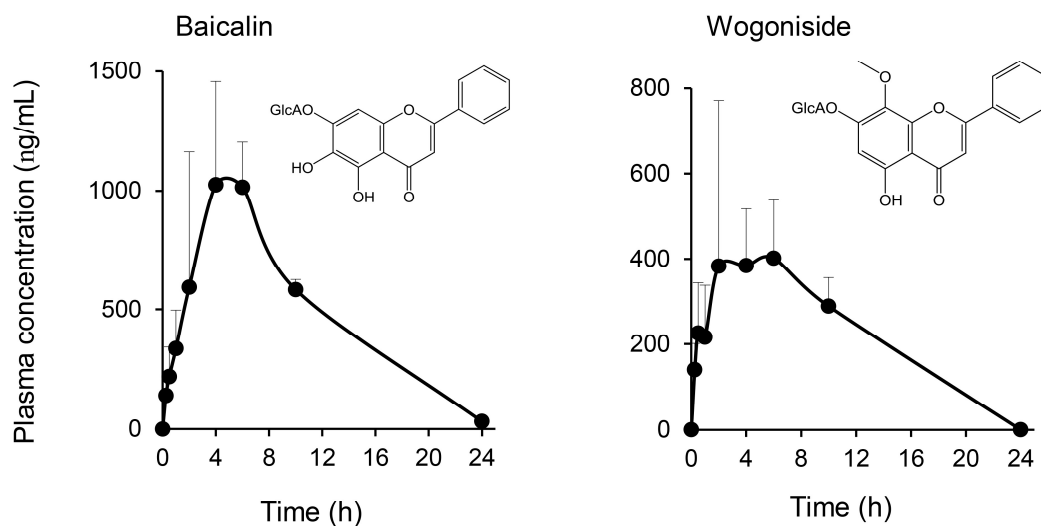 Baicalin
Wogoniside
Plasma concentration (ng/mL)
1500
1000
500
0
GlcAO
O
HO
OH
O
0 4 8 12 16 20 24
Time (h)
800
600
400
200
0
O
GlcAO
O
OH
O
0 4 8 12 16 20 24
Time (h)